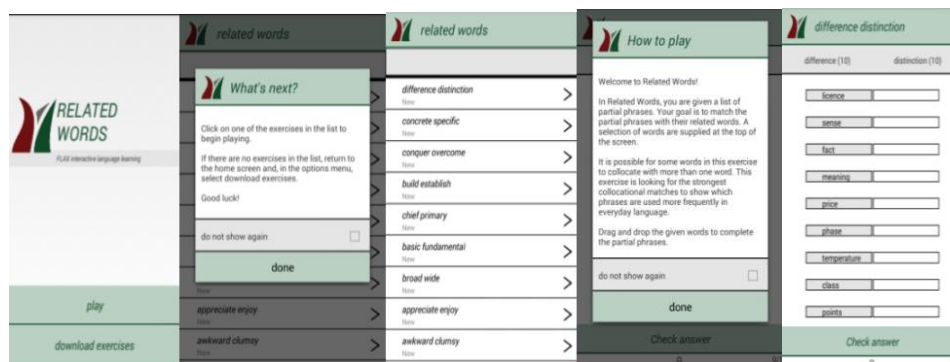 RELATED
WORDS
FLAX interactive language learning
play
download exercises
related words
What's next?
Click on one of the exercises in the list to
begin playing.
If there are no exercises in the list, return to
the home screen and, in the options menu,
select download exercises.
Good luck!
do not show again
done
New
appreciate enjoy
New
awkward clumsy
New
related words
difference distinction
New
concrete specific
New
conquer overcome
New
build establish
New
chief primary
New
basic fundamental
New
broad wide
New
appreciate enjoy
New
awkward clumsy
New
How to play
Welcome to Related Words!
In Related Words, you are given a list of
partial phrases. Your goal is to match the
partial phrases with their related words. A
selection of words are supplied at the top of
the screen.
It is possible for some words in this exercise
to collocate with more than one word. This
exercise is looking for the strongest
collocational matches to show which
phrases are used more frequently in
everyday language.
Drag and drop the given words to complete
the partial phrases.
do not show again
done
Check answer
difference distinction
difference (10) distinction (10)
licence
sense
fact
meaning
price
phase
temperature
class
points
Check answer